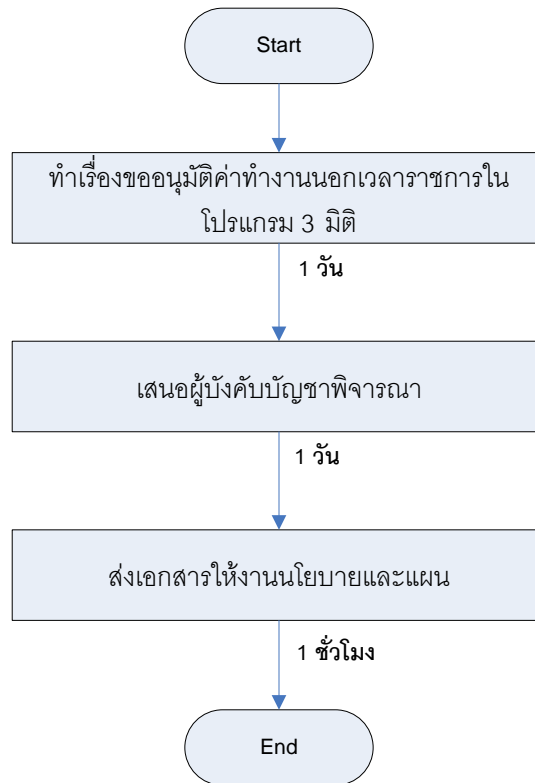 Start
ทำเรื่องขออนุมัติค่าทำงานนอกเวลาราชการใน
โปรแกรม 3 มิติ
1 วัน
เสนอผู้บังคับบัญชาพิจารณา
1 วัน
ส่งเอกสารให้งานนโยบายและแผน
1 ชั่วโมง
End